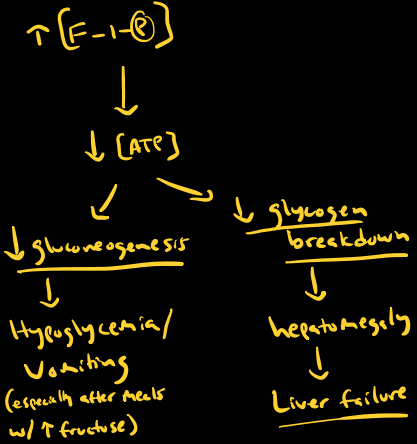 ↑ [F-1-Ⓟ]
↓ [ATP]
↓ gluconeogenesis
Hypoglycemia/
Vomiting
(especially after meals
w/ ↑ fructose)
↓ glycogen
breakdown
hepatomegaly
Liver failure